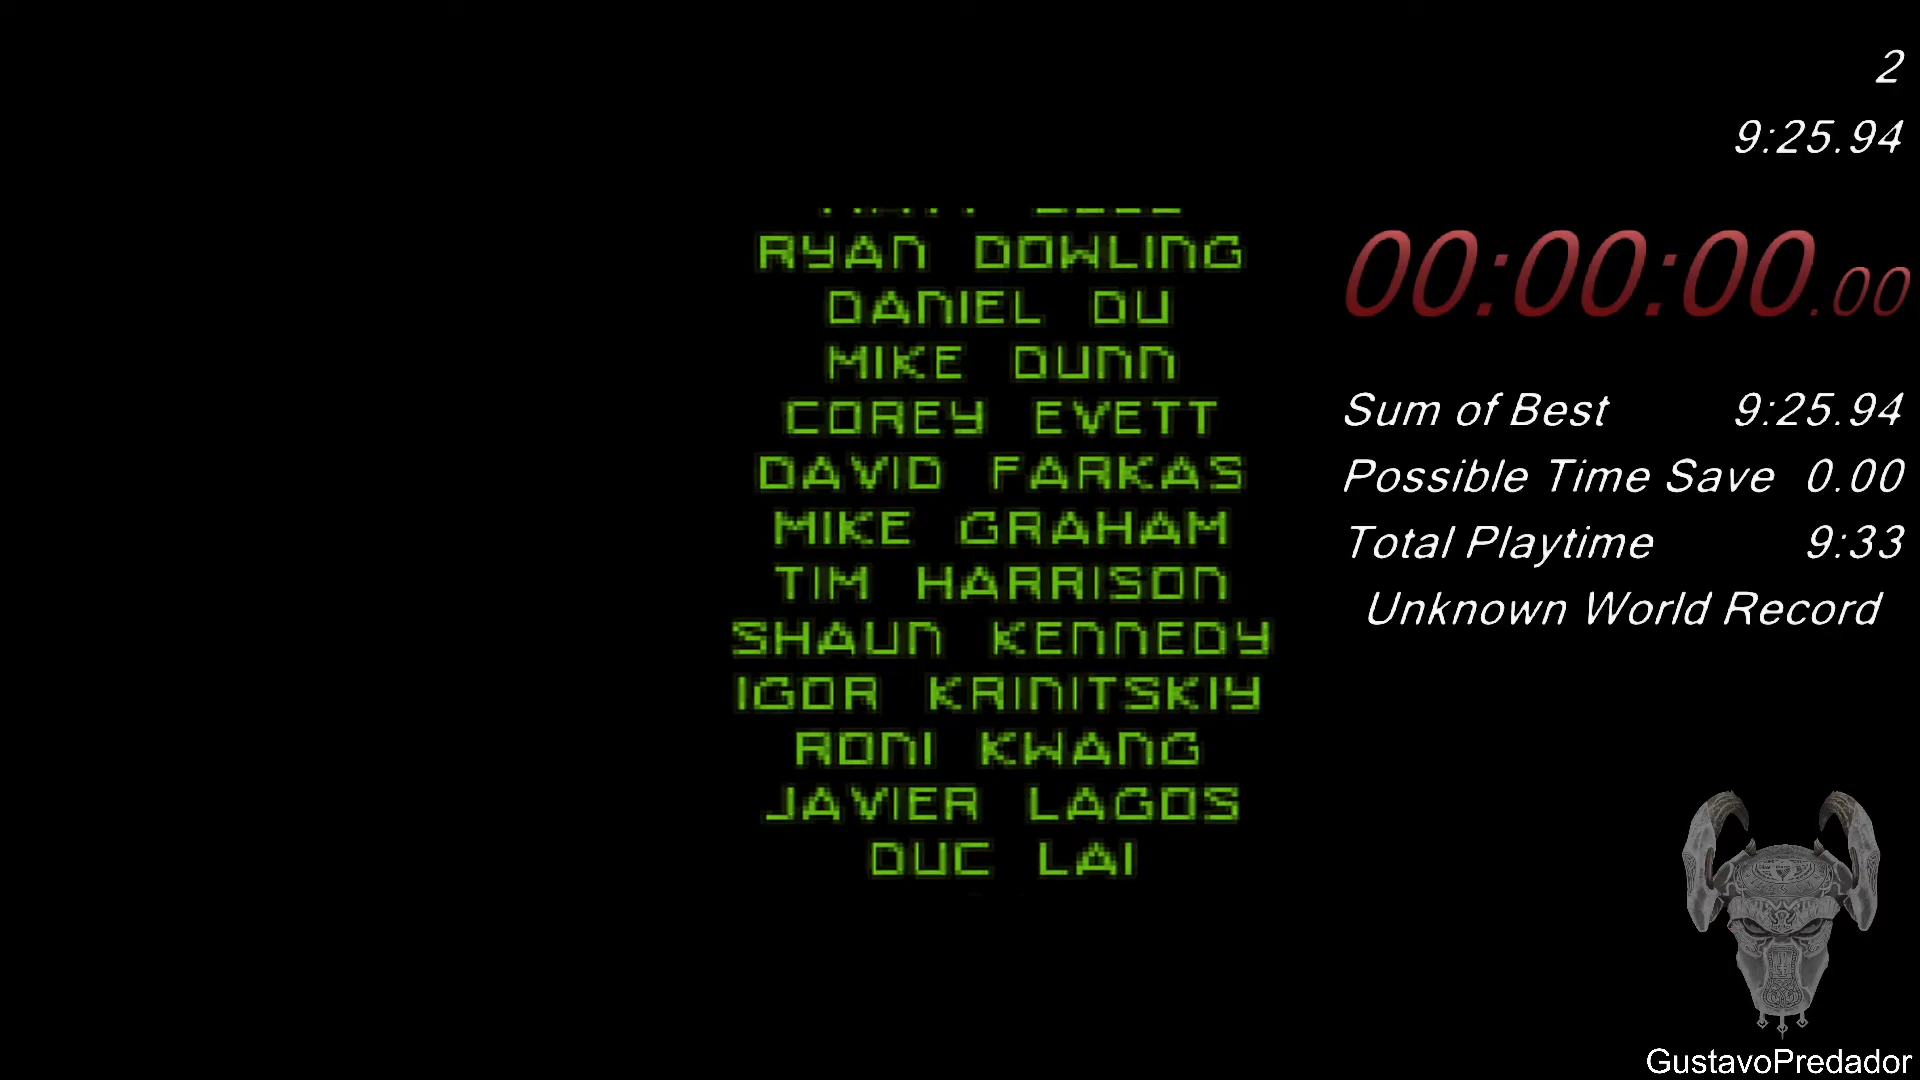 2
9:25.94
RYAN DOWLING
DANIEL DU
MIKE DUNN
COREY EVETT
DAVID FARKAS
MIKE GRAHAM
TIM HARRISON
SHAUN KENNEDY
IGOR KRINITSKIY
RONI KWANG
JAVIER LAGOS
DUC LAI
00:00:00.00
Sum of Best 9:25.94
Possible Time Save 0.00
Total Playtime 9:33
Unknown World Record
GustavoPredador